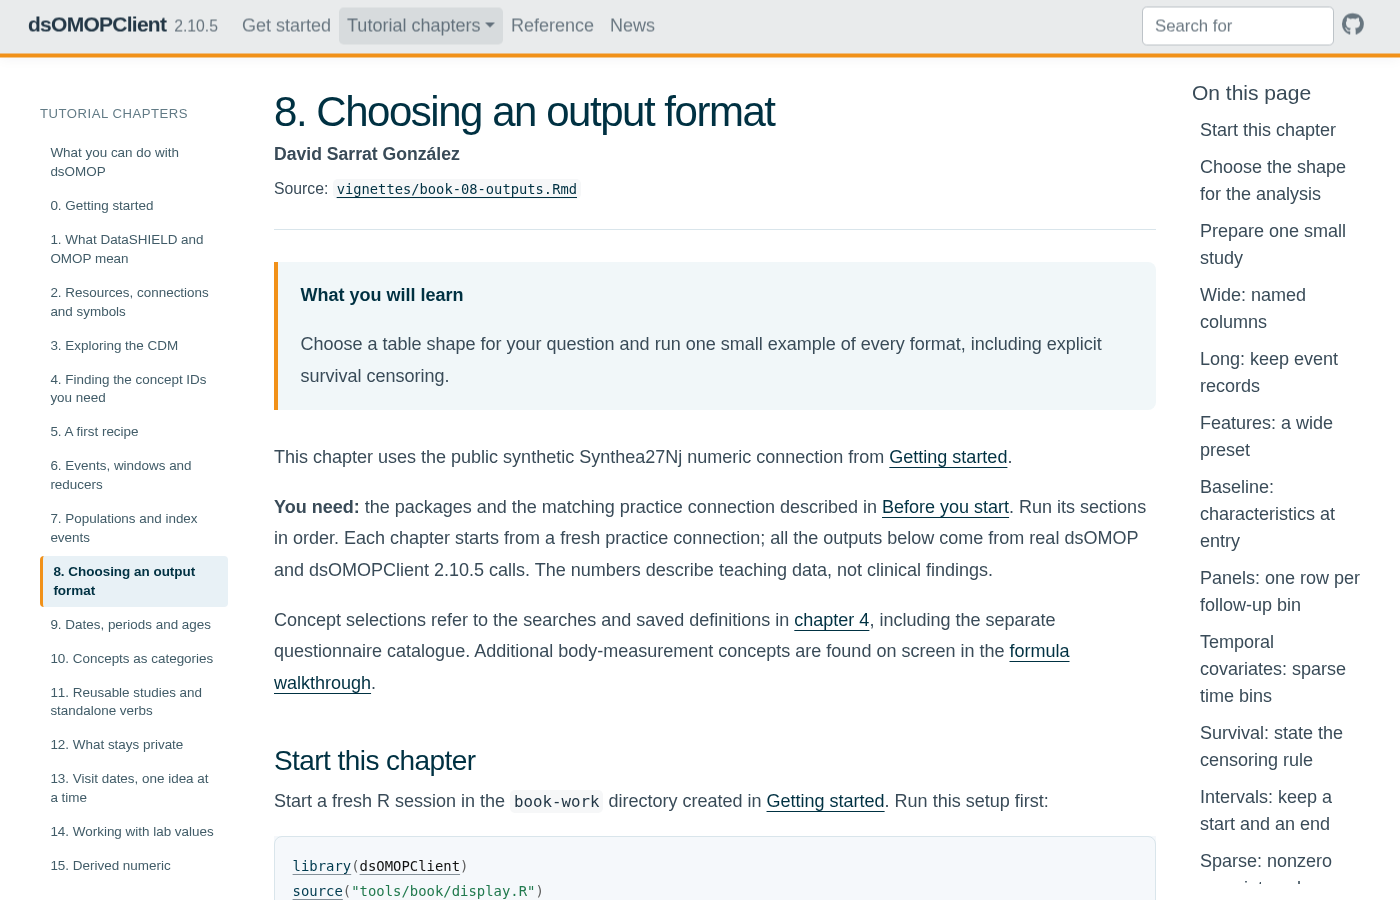 dsOMOPClient 2.10.5 Get started Tutorial chapters Reference News Search for
TUTORIAL CHAPTERS
What you can do with
dsOMOP
0. Getting started
1. What DataSHIELD and
OMOP mean
2. Resources, connections
and symbols
3. Exploring the CDM
4. Finding the concept IDs
you need
5. A first recipe
6. Events, windows and
reducers
7. Populations and index
events
8. Choosing an output
format
9. Dates, periods and ages
10. Concepts as categories
11. Reusable studies and
standalone verbs
12. What stays private
13. Visit dates, one idea at
a time
14. Working with lab values
15. Derived numeric
8. Choosing an output format
David Sarrat González
Source: vignettes/book-08-outputs.Rmd
What you will learn
Choose a table shape for your question and run one small example of every format, including explicit
survival censoring.
This chapter uses the public synthetic Synthea27Nj numeric connection from Getting started.
You need: the packages and the matching practice connection described in Before you start. Run its sections
in order. Each chapter starts from a fresh practice connection; all the outputs below come from real dsOMOP
and dsOMOPClient 2.10.5 calls. The numbers describe teaching data, not clinical findings.
Concept selections refer to the searches and saved definitions in chapter 4, including the separate
questionnaire catalogue. Additional body-measurement concepts are found on screen in the formula
walkthrough.
Start this chapter
Start a fresh R session in the book-work directory created in Getting started. Run this setup first:
library(dsOMOPClient)
source("tools/book/display.R")
On this page
Start this chapter
Choose the shape
for the analysis
Prepare one small
study
Wide: named
columns
Long: keep event
records
Features: a wide
preset
Baseline:
characteristics at
entry
Panels: one row per
follow-up bin
Temporal
covariates: sparse
time bins
Survival: state the
censoring rule
Intervals: keep a
start and an end
Sparse: nonzero